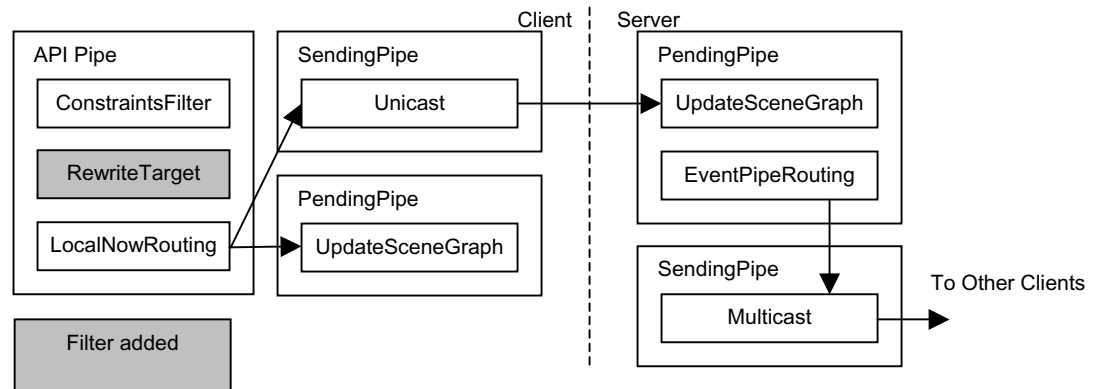 Client
Server
API Pipe
ConstraintsFilter
RewriteTarget
LocalNowRouting
SendingPipe
Unicast
PendingPipe
UpdateSceneGraph
PendingPipe
UpdateSceneGraph
EventPipeRouting
SendingPipe
Multicast
To Other Clients
Filter added